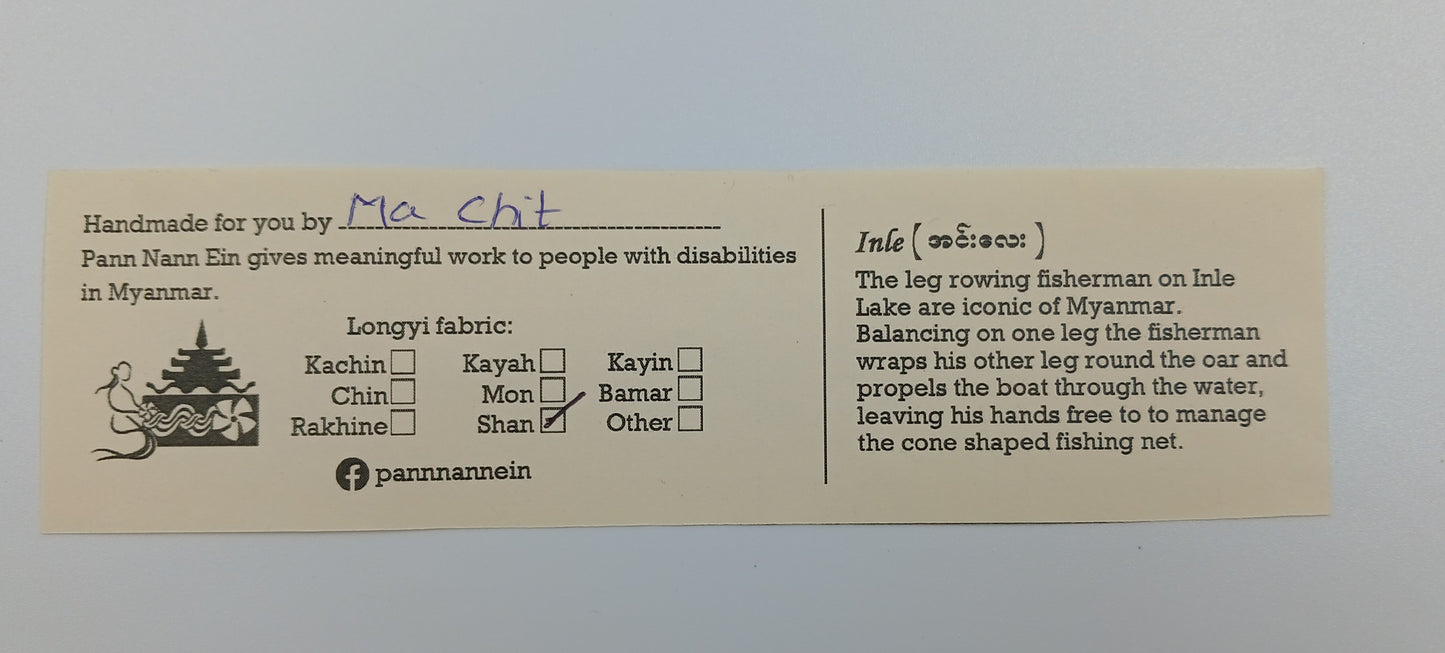 Handmade for you by Ma Chit
Pann Nann Ein gives meaningful work to people with disabilities
in Myanmar.
Longyi fabric:
Kachin Kayah Kayin
Chin Mon Bamar
Rakhine Shan Other
pannnannein
Inle (အင်းလေး)
The leg rowing fisherman on Inle
Lake are iconic of Myanmar.
Balancing on one leg the fisherman
wraps his other leg round the oar and
propels the boat through the water,
leaving his hands free to to manage
the cone shaped fishing net.